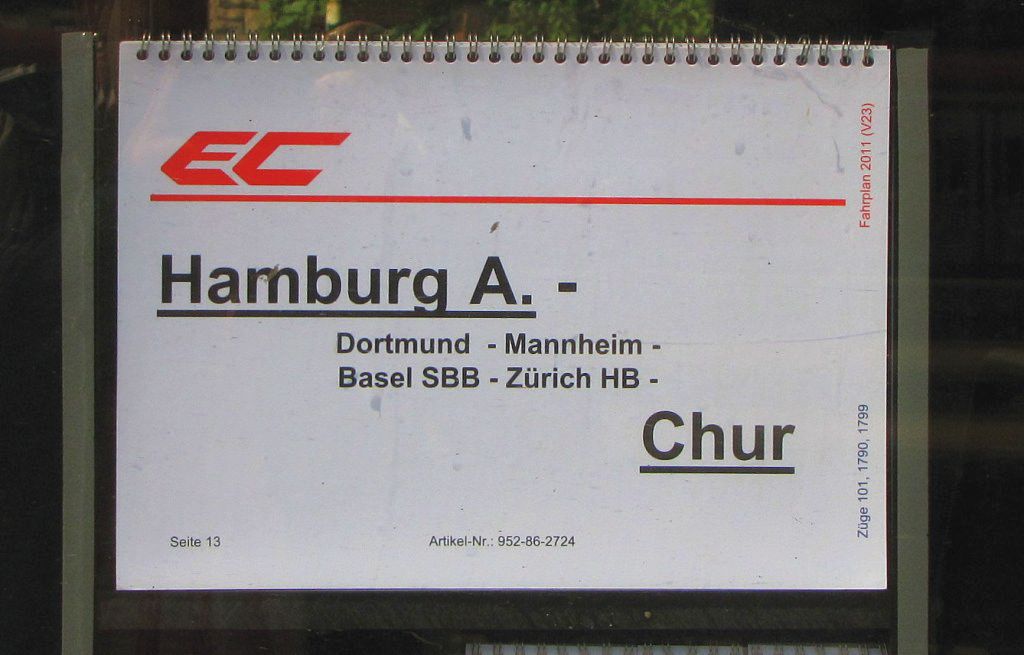 EC
Fahrplan 2011 (V23)
Hamburg A. -
Dortmund - Mannheim -
Basel SBB - Zürich HB -
Chur
Züge 101, 1790, 1799
Seite 13
Artikel-Nr.: 952-86-2724